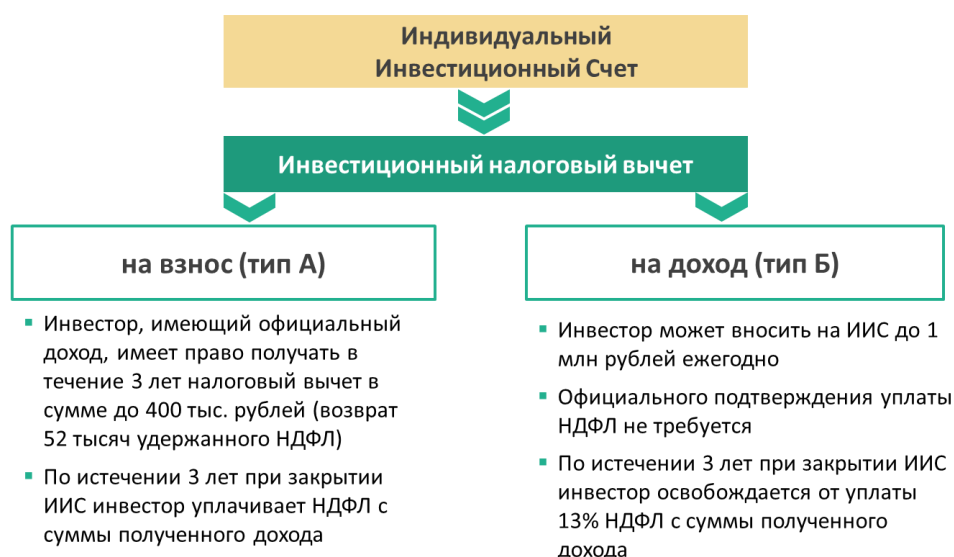 Индивидуальный
Инвестиционный Счет
Инвестиционный налоговый вычет
на взнос (тип А)
▪ Инвестор, имеющий официальный
доход, имеет право получать в
течение 3 лет налоговый вычет в
сумме до 400 тыс. рублей (возврат
52 тысяч удержанного НДФЛ)
▪ По истечении 3 лет при закрытии
ИИС инвестор уплачивает НДФЛ с
суммы полученного дохода
на доход (тип Б)
▪ Инвестор может вносить на ИИС до 1
млн рублей ежегодно
▪ Официального подтверждения уплаты
НДФЛ не требуется
▪ По истечении 3 лет при закрытии ИИС
инвестор освобождается от уплаты
13% НДФЛ с суммы полученного
дохода